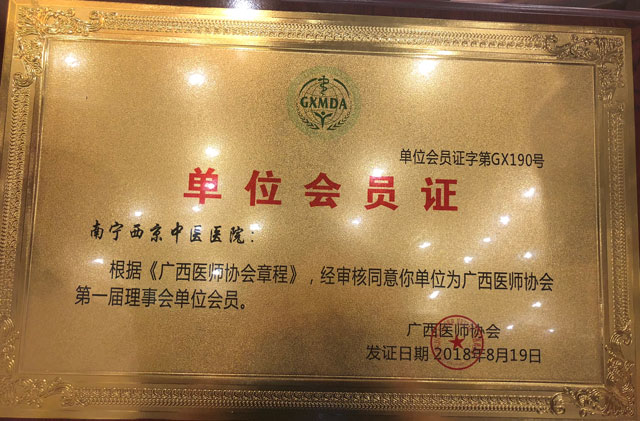 GXMDA
单位会员证字第GX190号
单位会员证
南宁西京中医医院：
根据《广西医师协会章程》，经审核同意你单位为广西医师协会
第一届理事会单位会员。
广西医师协会
发证日期 2018年8月19日